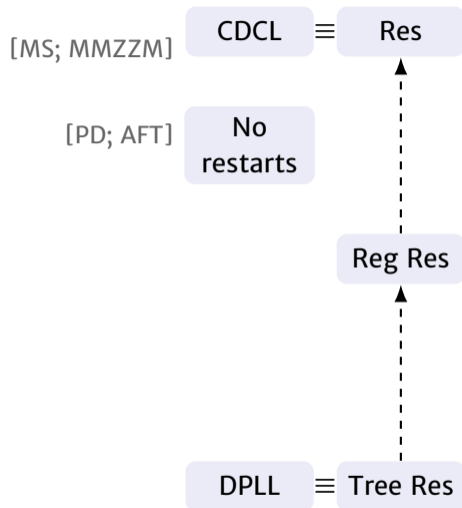 [MS; MMZZM] CDCL ≡ Res
[PD; AFT] No
restarts
Reg Res
DPLL ≡ Tree Res